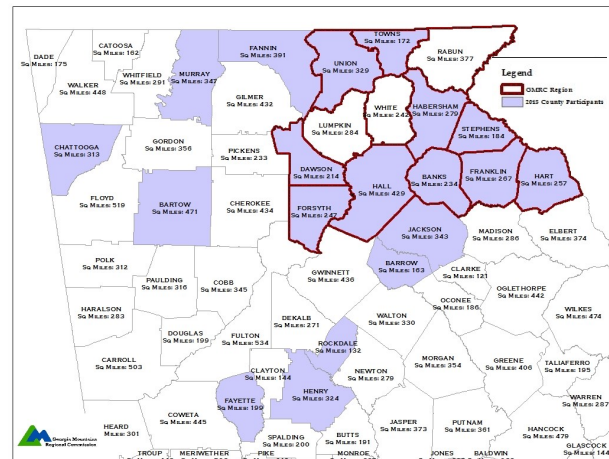 TOWNS
SQ MILES: 172
FANNIN
SQ MILES: 391
UNION
SQ MILES: 329
RABUN
SQ MILES: 377
CATOOSA
SQ MILES: 162
DADE
SQ MILES: 175
WHITFIELD
SQ MILES: 291
MURRAY
SQ MILES: 347
WALKER
SQ MILES: 448
GILMER
SQ MILES: 432
Legend
GMRC Region
2013 County Participants
WHITE
SQ MILES: 242
HABERSHAM
SQ MILES: 279
LUMPKIN
SQ MILES: 284
STEPHENS
SQ MILES: 184
CHATTOOGA
SQ MILES: 313
GORDON
SQ MILES: 356
PICKENS
SQ MILES: 233
DAWSON
SQ MILES: 214
HALL
SQ MILES: 429
BANKS
SQ MILES: 234
FRANKLIN
SQ MILES: 267
HART
SQ MILES: 257
FLOYD
SQ MILES: 519
BARTOW
SQ MILES: 471
CHEROKEE
SQ MILES: 434
FORSYTH
SQ MILES: 247
JACKSON
SQ MILES: 343
MADISON
SQ MILES: 286
ELBERT
SQ MILES: 374
POLK
SQ MILES: 312
PAULDING
SQ MILES: 316
COBB
SQ MILES: 345
GWINNETT
SQ MILES: 436
BARROW
SQ MILES: 163
CLARKE
SQ MILES: 121
OCONEE
SQ MILES: 186
OGLETHORPE
SQ MILES: 442
WILKES
SQ MILES: 474
HARALSON
SQ MILES: 283
DOUGLAS
SQ MILES: 199
FULTON
SQ MILES: 534
DEKALB
SQ MILES: 271
WALTON
SQ MILES: 330
ROCKDALE
SQ MILES: 132
CARROLL
SQ MILES: 503
CLAYTON
SQ MILES: 144
NEWTON
SQ MILES: 279
MORGAN
SQ MILES: 354
GREENE
SQ MILES: 406
TALIAFERRO
SQ MILES: 195
HENRY
SQ MILES: 324
FAYETTE
SQ MILES: 199
WARREN
SQ MILES: 287
COWETA
SQ MILES: 445
HEARD
SQ MILES: 301
SPALDING
SQ MILES: 200
BUTTS
SQ MILES: 191
JASPER
SQ MILES: 373
PUTNAM
SQ MILES: 361
HANCOCK
SQ MILES: 479
GLASCOCK
SQ MILES: 144
Georgia Mountains
Regional Commission
TROUP
MERIWETHER
PIKE
MONROE
JONES
BALDWIN